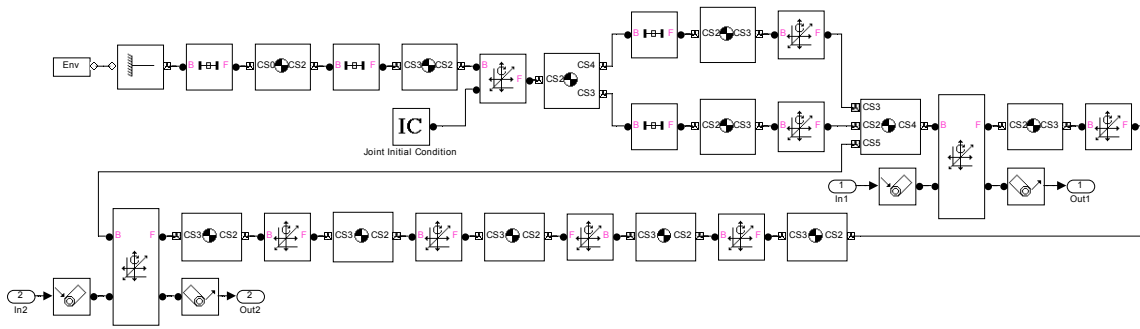 CS4
B F CS2 CS3 B F
Env B F CS0 CS2 B F CS3 CS2 B F CS2 CS3
IC
Joint Initial Condition
B F CS2 CS3 B F
CS3
CS2 CS4 B F CS2 CS3 B F
CS5
1 1
In1 Out1
B F CS3 CS2 B F CS3 CS2 B F CS3 CS2 F B CS3 CS2 B F CS3 CS2
2 2
In2 Out2